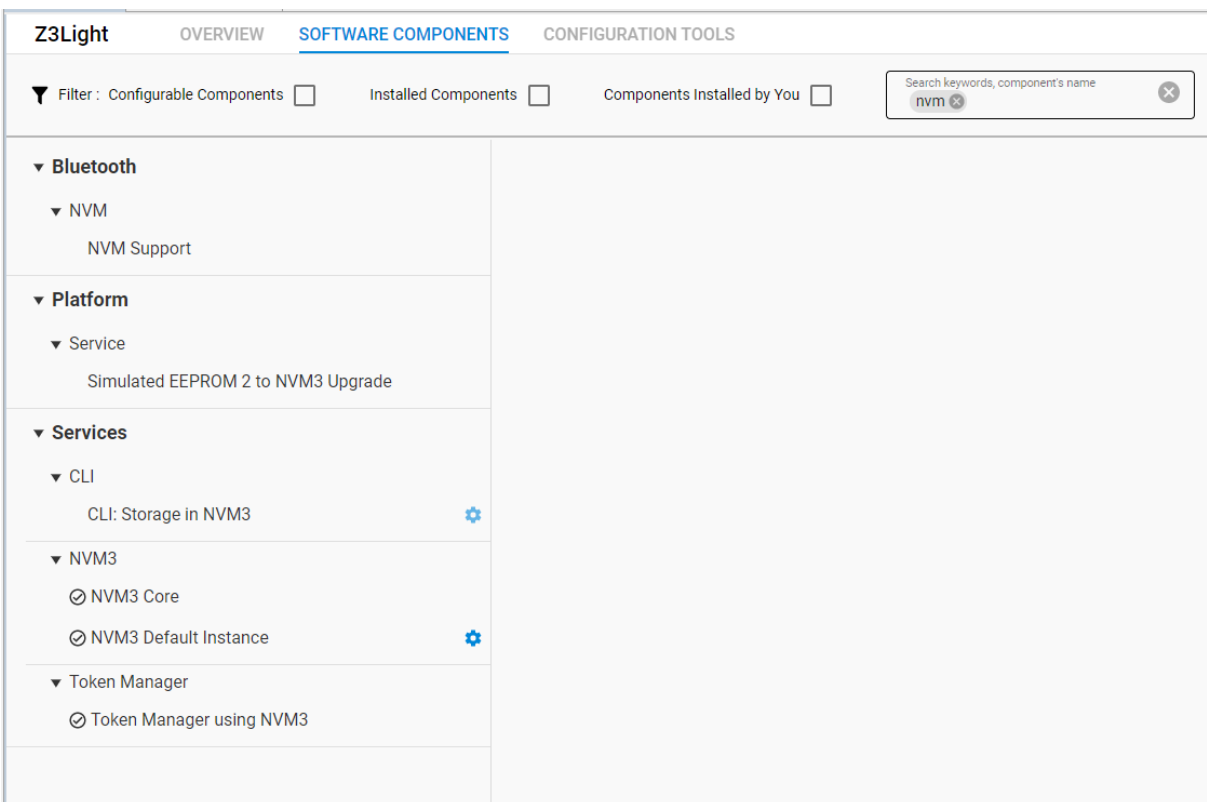 Z3Light OVERVIEW SOFTWARE COMPONENTS CONFIGURATION TOOLS
Filter : Configurable Components Installed Components Components Installed by You
Search keywords, component's name
nvm
Bluetooth
NVM
NVM Support
Platform
Service
Simulated EEPROM 2 to NVM3 Upgrade
Services
CLI
CLI: Storage in NVM3
NVM3
NVM3 Core
NVM3 Default Instance
Token Manager
Token Manager using NVM3